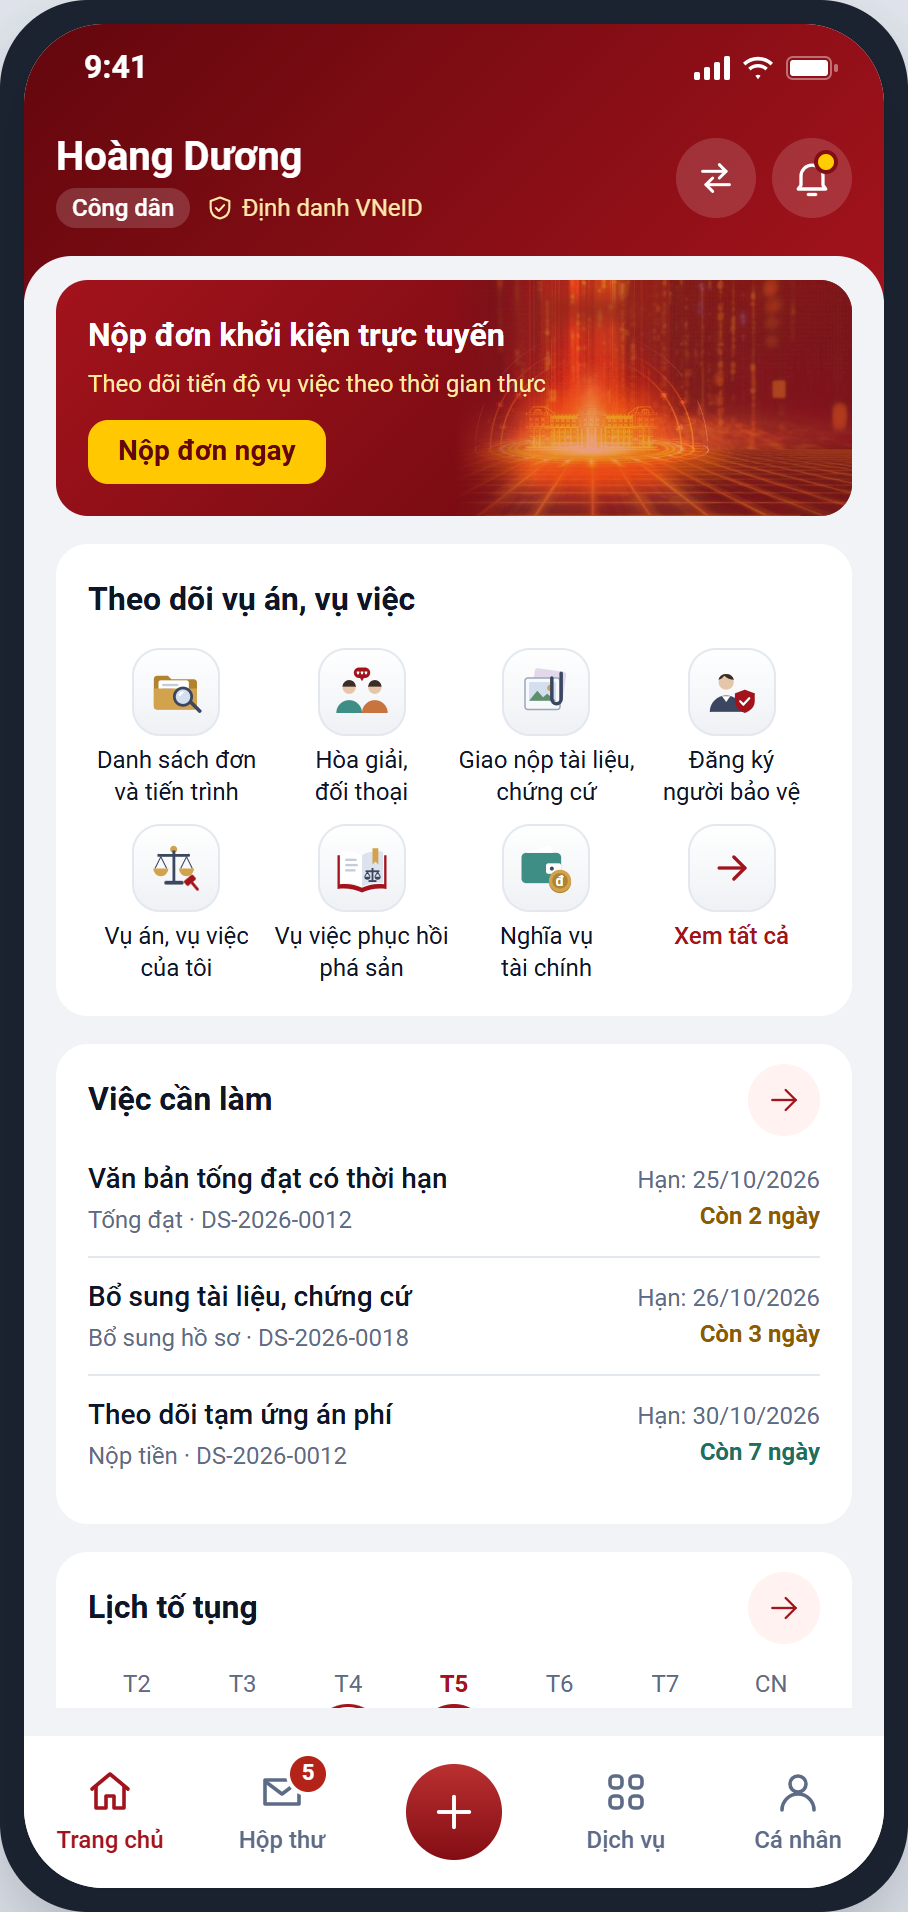 9:41
Hoàng Dương
Công dân
Định danh VNeID
Nộp đơn khởi kiện trực tuyến
Theo dõi tiến độ vụ việc theo thời gian thực
Nộp đơn ngay
Theo dõi vụ án, vụ việc
Danh sách đơn
và tiến trình
Hòa giải,
đối thoại
Giao nộp tài liệu,
chứng cứ
Đăng ký
người bảo vệ
Vụ án, vụ việc
của tôi
Vụ việc phục hồi
phá sản
đ
Nghĩa vụ
tài chính
Xem tất cả
Việc cần làm
Văn bản tống đạt có thời hạn
Hạn: 25/10/2026
Tống đạt · DS-2026-0012
Còn 2 ngày
Bổ sung tài liệu, chứng cứ
Hạn: 26/10/2026
Bổ sung hồ sơ · DS-2026-0018
Còn 3 ngày
Theo dõi tạm ứng án phí
Hạn: 30/10/2026
Nộp tiền · DS-2026-0012
Còn 7 ngày
Lịch tố tụng
T2 T3 T4 T5 T6 T7 CN
5
Trang chủ
Hộp thư
Dịch vụ
Cá nhân